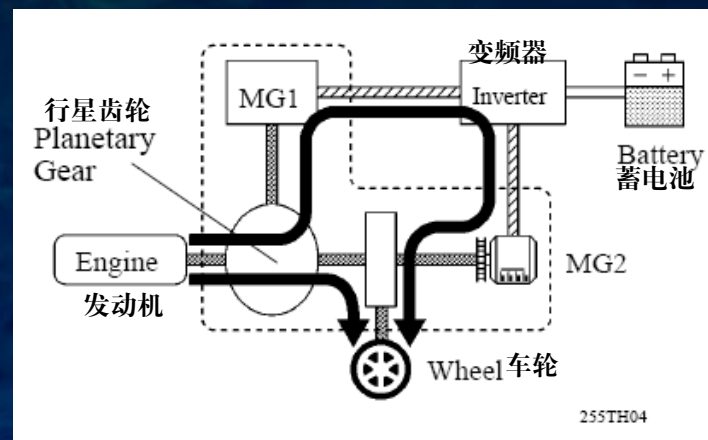 变频器
MG1
Inverter
− +
行星齿轮
Planetary
Gear
Battery
蓄电池
Engine
MG2
发动机
Wheel车轮
255TH04